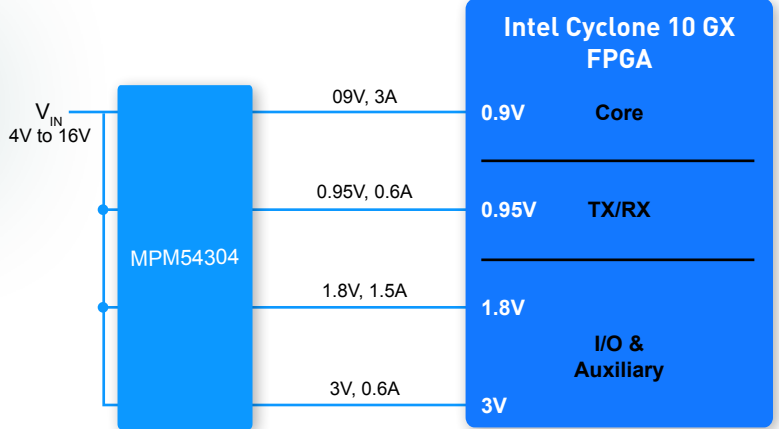 Intel Cyclone 10 GX
FPGA
VIN
4V to 16V
MPM54304
09V, 3A
0.9V
Core
0.95V, 0.6A
0.95V
TX/RX
1.8V, 1.5A
1.8V
I/O &
Auxiliary
3V, 0.6A
3V